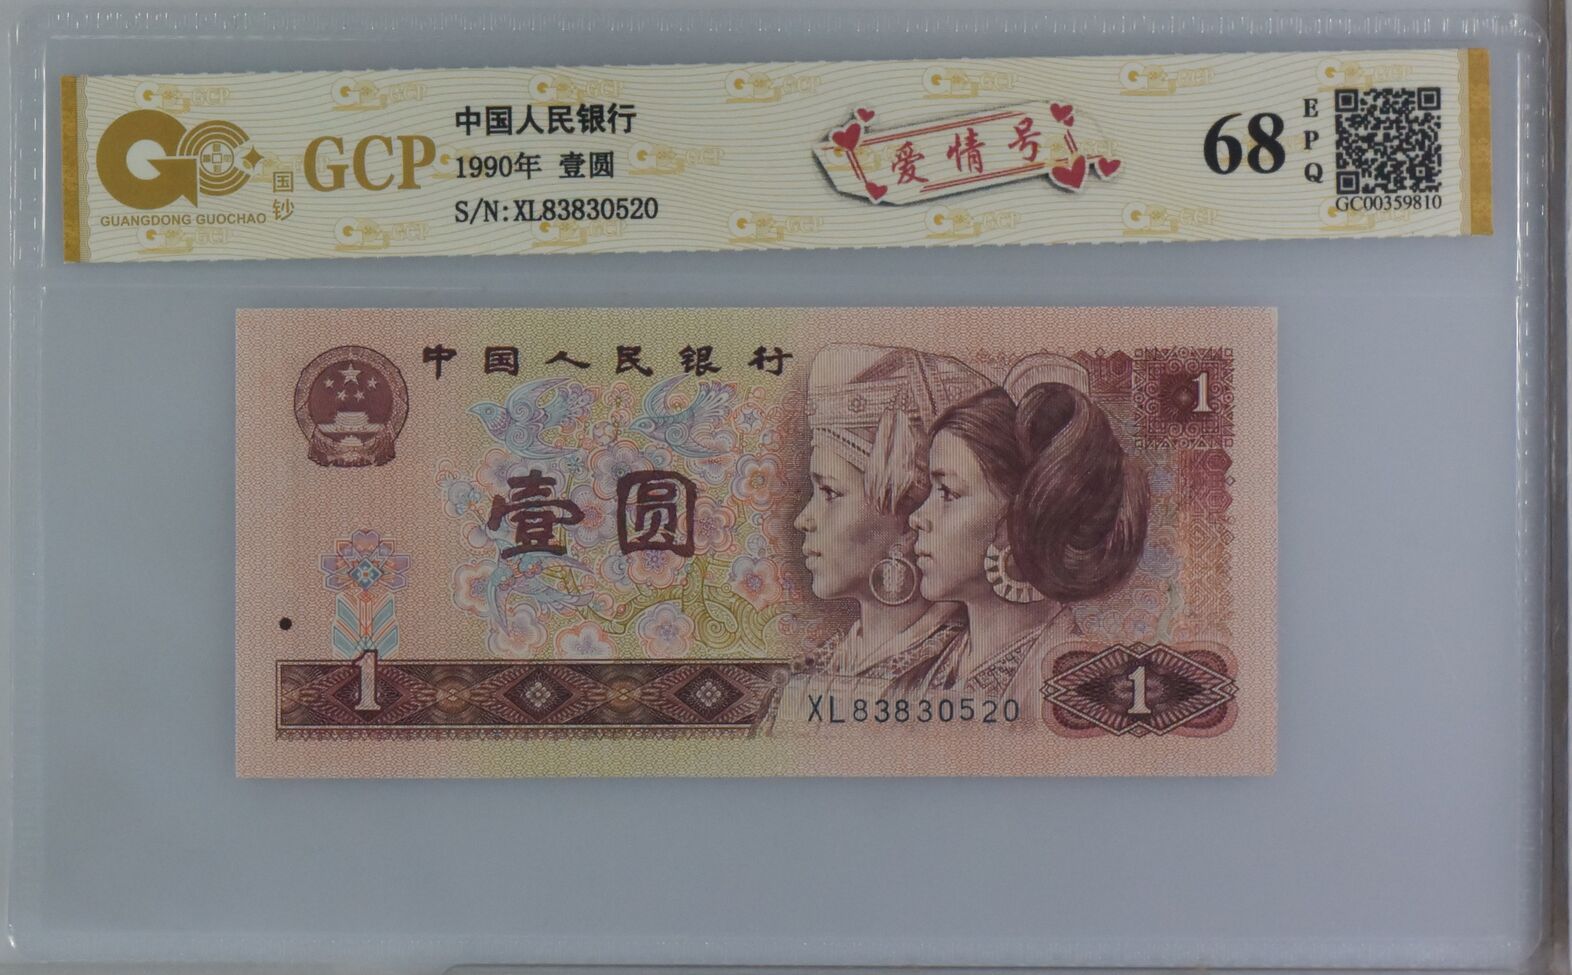 GUANGDONG GUOCHAO
国钞
GCP
中国人民银行
1990年 壹圆
S/N:XL83830520
爱情号
68
EPQ
GC00359810
中国人民银行
1
壹圆
1
XL83830520
1